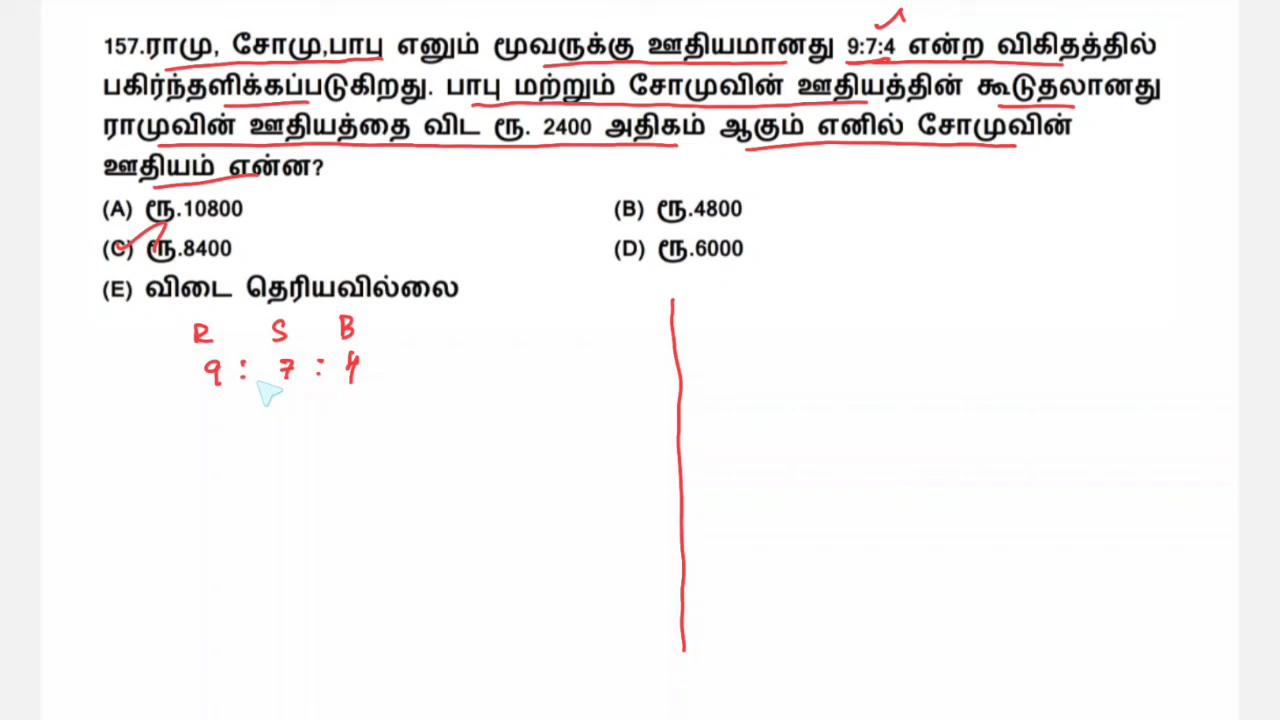 157.ராமு, சோமு,பாபு எனும் மூவருக்கு ஊதியமானது 9:7:4 என்ற விகிதத்தில்
பகிர்ந்தளிக்கப்படுகிறது. பாபு மற்றும் சோமுவின் ஊதியத்தின் கூடுதலானது
ராமுவின் ஊதியத்தை விட ரூ. 2400 அதிகம் ஆகும் எனில் சோமுவின்
ஊதியம் என்ன?
(A) ரூ.10800 (B) ரூ.4800
(C) ரூ.8400 (D) ரூ.6000
(E) விடை தெரியவில்லை
R S B
9 : 7 : 4